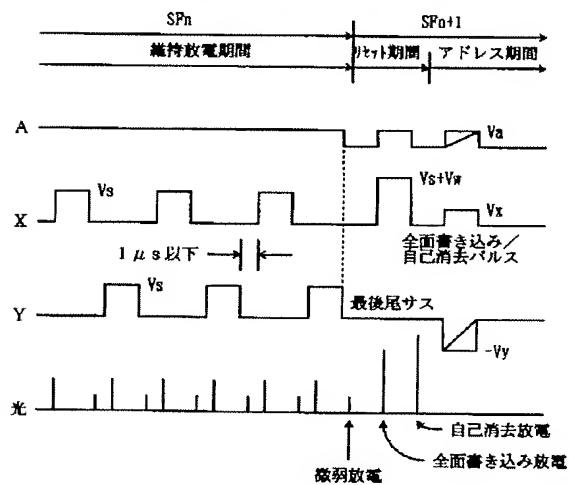 SFn SFn+1
維持放電期間 リセット期間 アドレス期間
A Va
Vs Vs+Vw
X Vx
1μs以下 全面書き込み/
自己消去パルス
Vs
Y 最後尾サス
-Vy
光
自己消去放電
全面書き込み放電
微弱放電